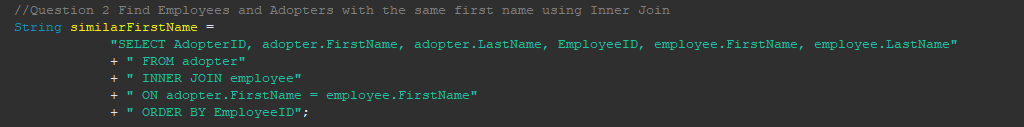 //Question 2 Find Employees and Adopters with the same first name using Inner Join
String similarFirstName =
"SELECT AdopterID, adopter.FirstName, adopter.LastName, EmployeeID, employee.FirstName, employee.LastName"
+ " FROM adopter"
+ " INNER JOIN employee"
+ " ON adopter.FirstName = employee.FirstName"
+ " ORDER BY EmployeeID";